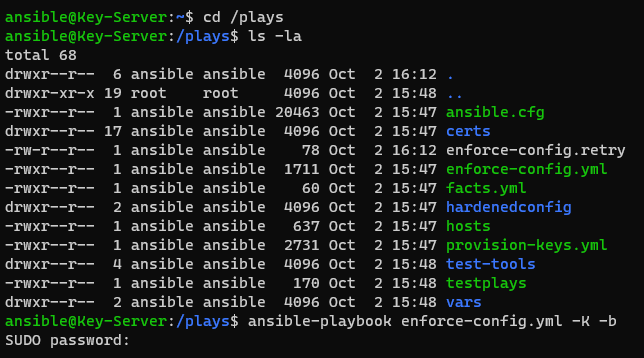 ansible@Key-Server:~$ cd /plays
ansible@Key-Server:/plays$ ls -la
total 68
drwxr--r--  6 ansible ansible  4096 Oct  2 16:12 .
drwxr-xr-x 19 root    root     4096 Oct  2 15:48 ..
-rwxr--r--  1 ansible ansible 20463 Oct  2 15:47 ansible.cfg
drwxr--r-- 17 ansible ansible  4096 Oct  2 15:47 certs
-rw-r--r--  1 ansible ansible    78 Oct  2 16:12 enforce-config.retry
-rwxr--r--  1 ansible ansible  1711 Oct  2 15:47 enforce-config.yml
-rwxr--r--  1 ansible ansible    60 Oct  2 15:47 facts.yml
drwxr--r--  2 ansible ansible  4096 Oct  2 15:47 hardenedconfig
-rwxr--r--  1 ansible ansible   637 Oct  2 15:47 hosts
-rwxr--r--  1 ansible ansible  2731 Oct  2 15:47 provision-keys.yml
drwxr--r--  4 ansible ansible  4096 Oct  2 15:48 test-tools
-rwxr--r--  1 ansible ansible   170 Oct  2 15:48 testplays
drwxr--r--  2 ansible ansible  4096 Oct  2 15:48 vars
ansible@Key-Server:/plays$ ansible-playbook enforce-config.yml -K -b
SUDO password: